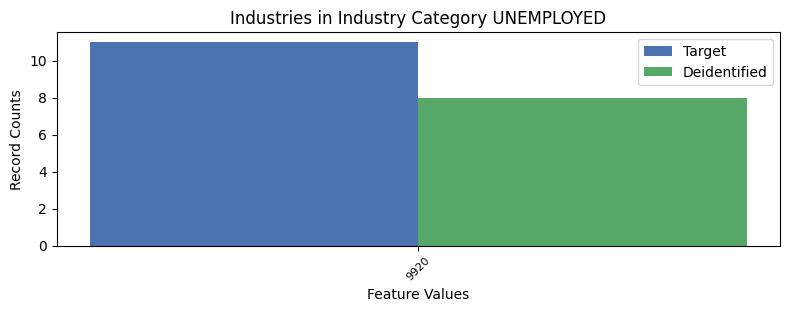 Industries in Industry Category UNEMPLOYED
Target
Deidentified
Record Counts
10
8
6
4
2
0
9920
Feature Values